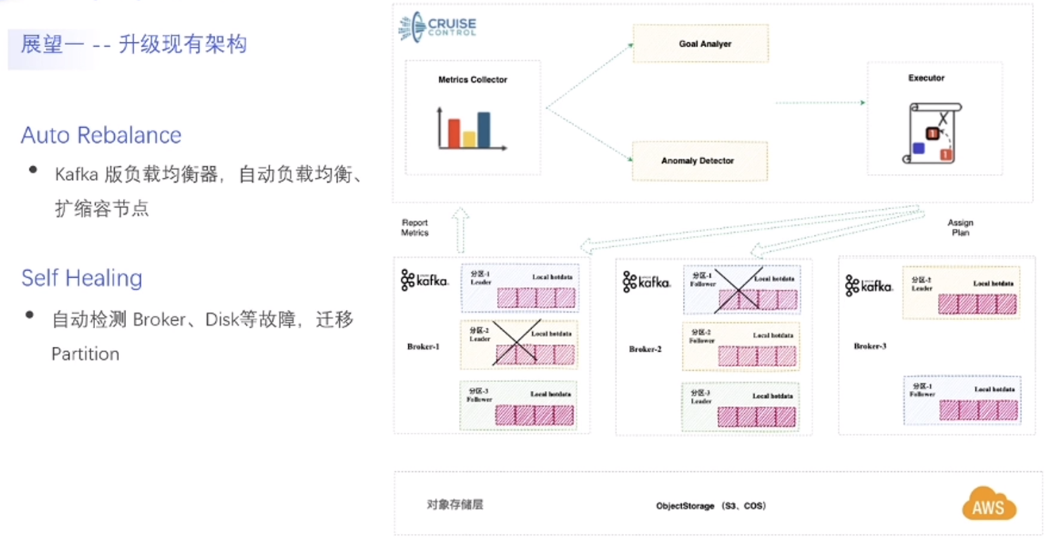 展望一 -- 升级现有架构
Auto Rebalance
• Kafka 版负载均衡器，自动负载均衡、
扩缩容节点
Self Healing
• 自动检测 Broker、Disk等故障，迁移
Partition
CRUISE
CONTROL
Metrics Collector
Goal Analyer
Anomaly Detector
Executor
1
1
Report
Metrics
Assign
Plan
kafka.
Broker-1
分区-1
Leader
Local hotdata
分区-2
Leader
Local hotdata
分区-3
Follower
Local hotdata
kafka.
Broker-2
分区-1
Follower
Local hotdata
分区-2
Follower
Local hotdata
分区-3
Leader
Local hotdata
kafka.
Broker-3
分区-2
Leader
Local hotdata
分区-1
Follower
Local hotdata
对象存储层
ObjectStorage （S3、COS）
AWS